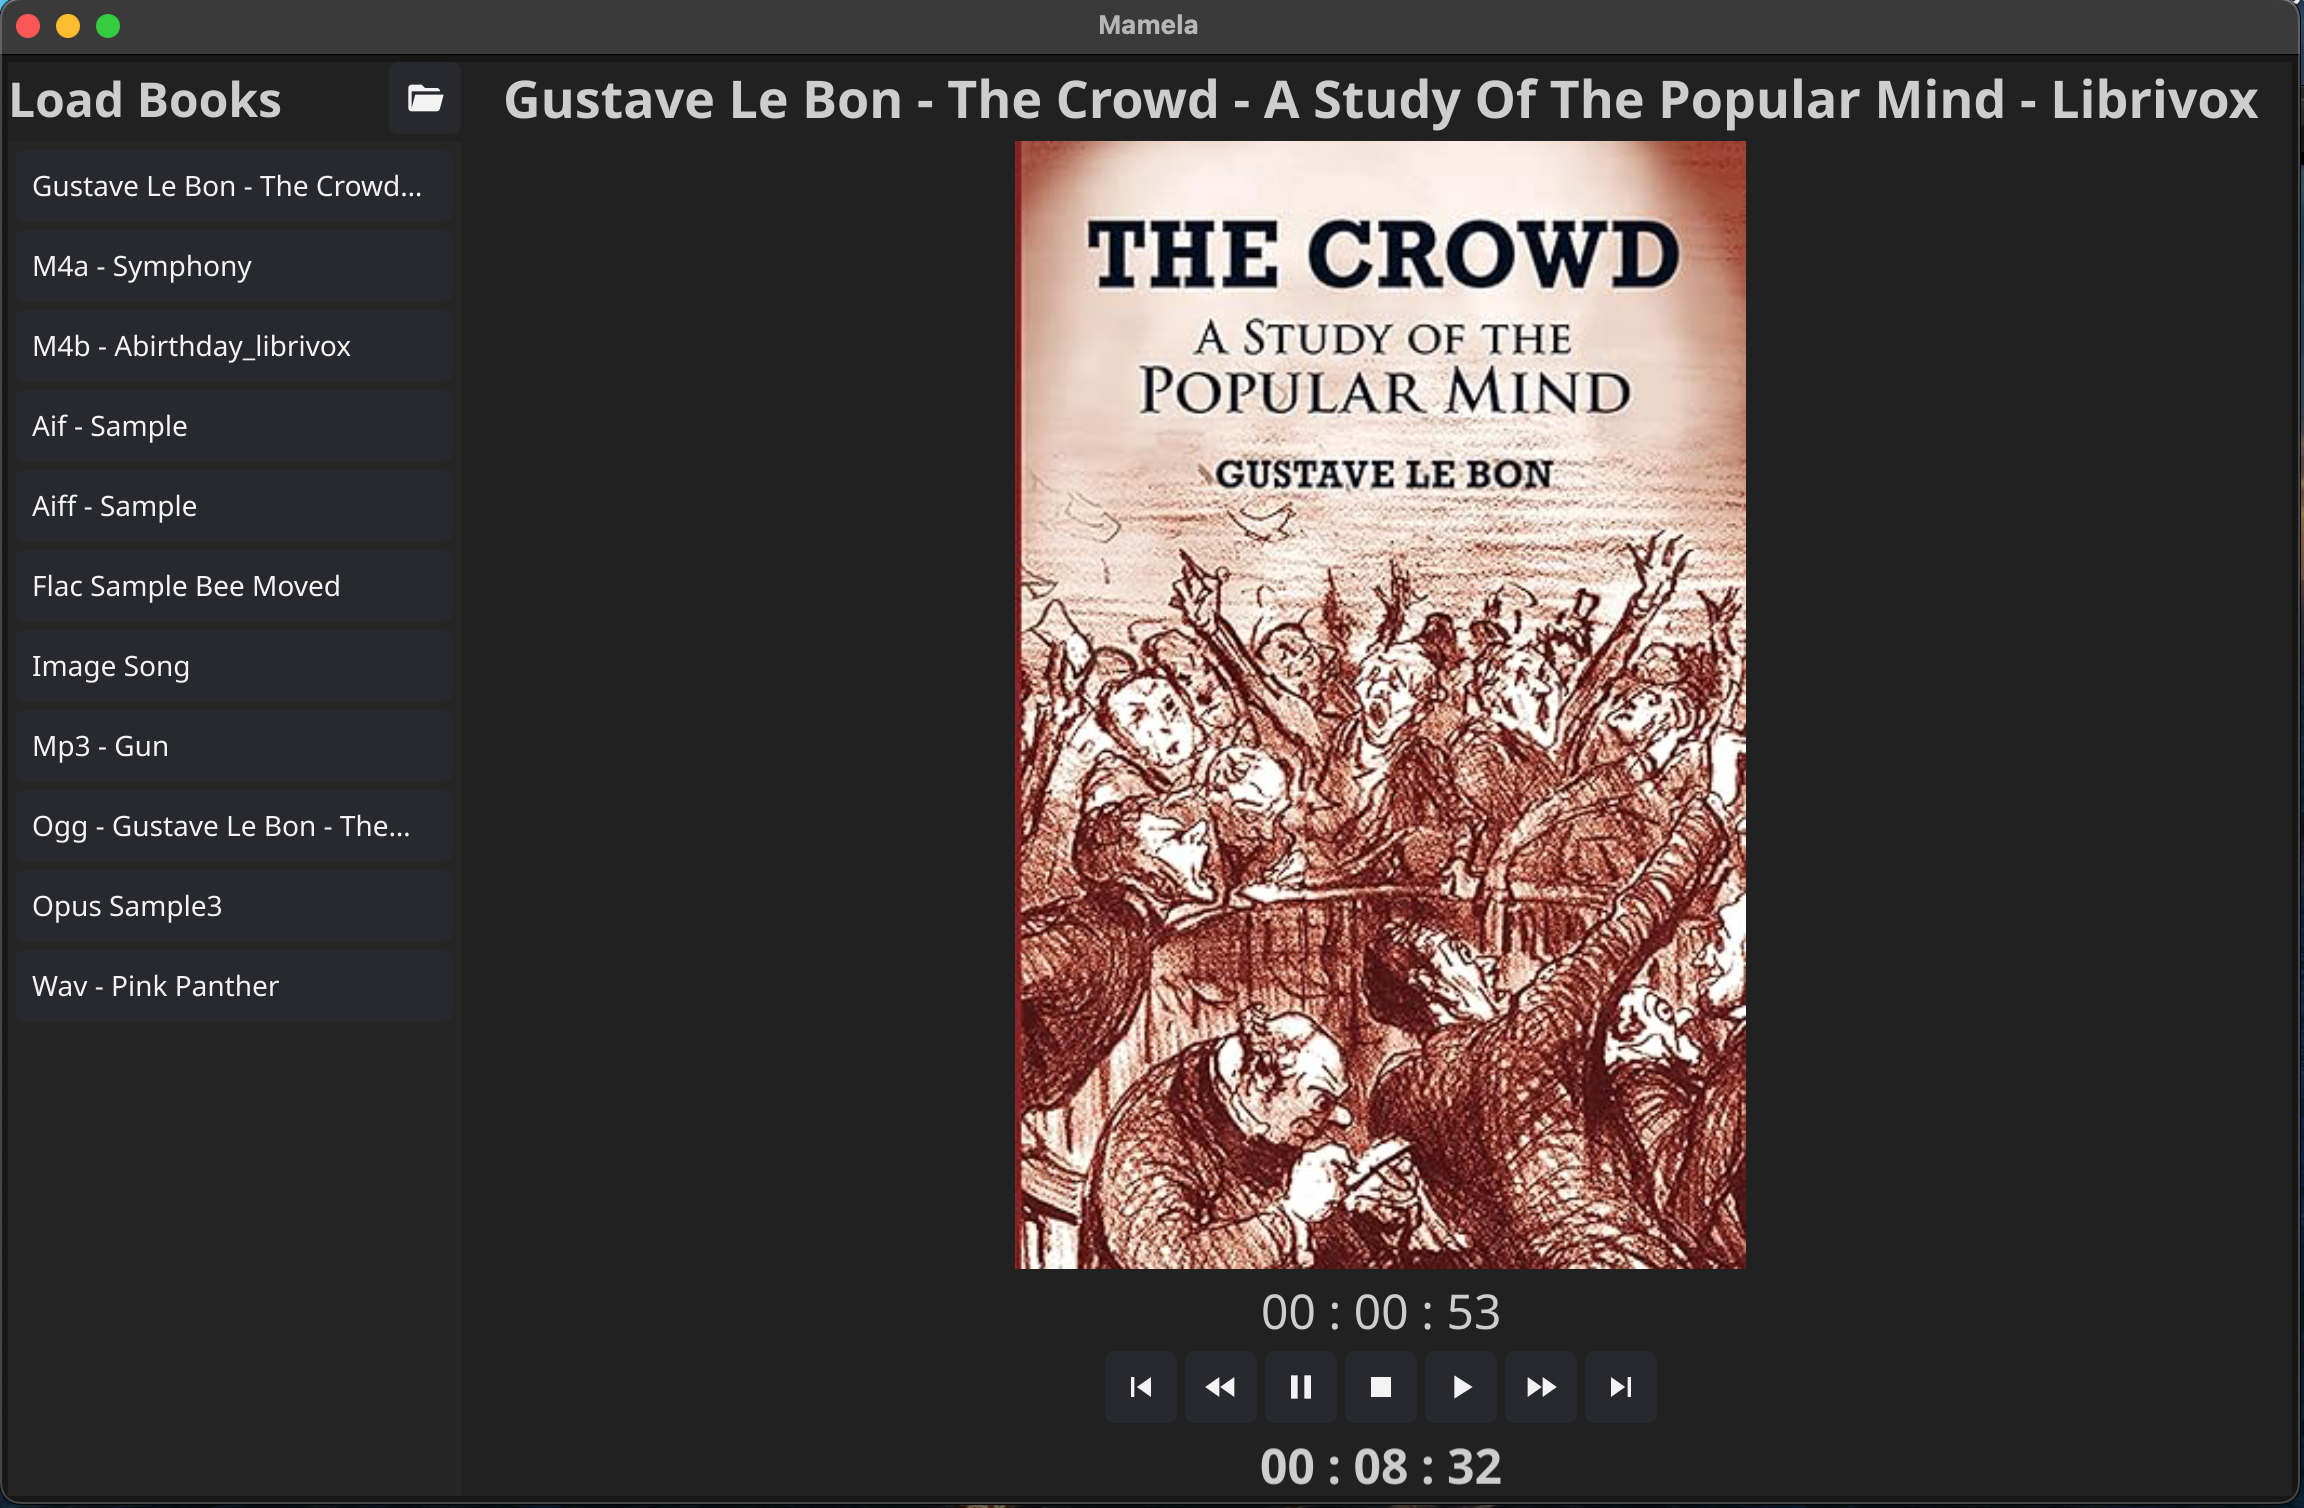 Mamela
Load Books
Gustave Le Bon - The Crowd...
M4a - Symphony
M4b - Abirthday_librivox
Aif - Sample
Aiff - Sample
Flac Sample Bee Moved
Image Song
Mp3 - Gun
Ogg - Gustave Le Bon - The...
Opus Sample3
Wav - Pink Panther
Gustave Le Bon - The Crowd - A Study Of The Popular Mind - Librivox
THE CROWD
A STUDY OF THE
POPULAR MIND
GUSTAVE LE BON
00 : 00 : 53
00 : 08 : 32